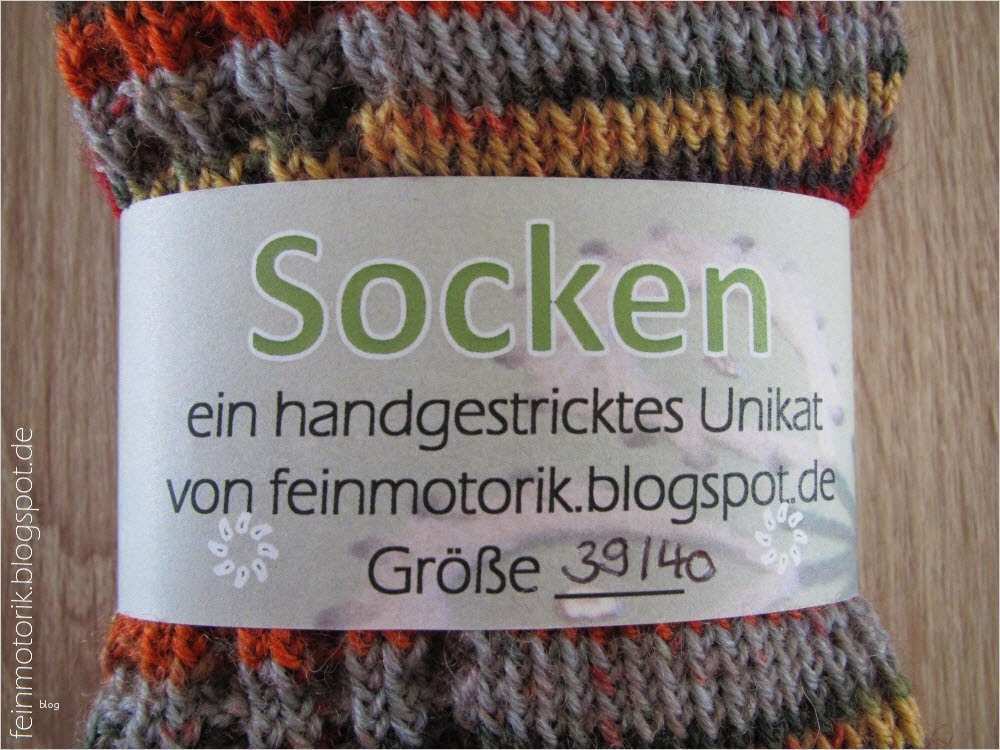 Socken
ein handgestricktes Unikat
von feinmotorik.blogspot.de
Größe 39/40
feinmotorik.blogspot.de
blog